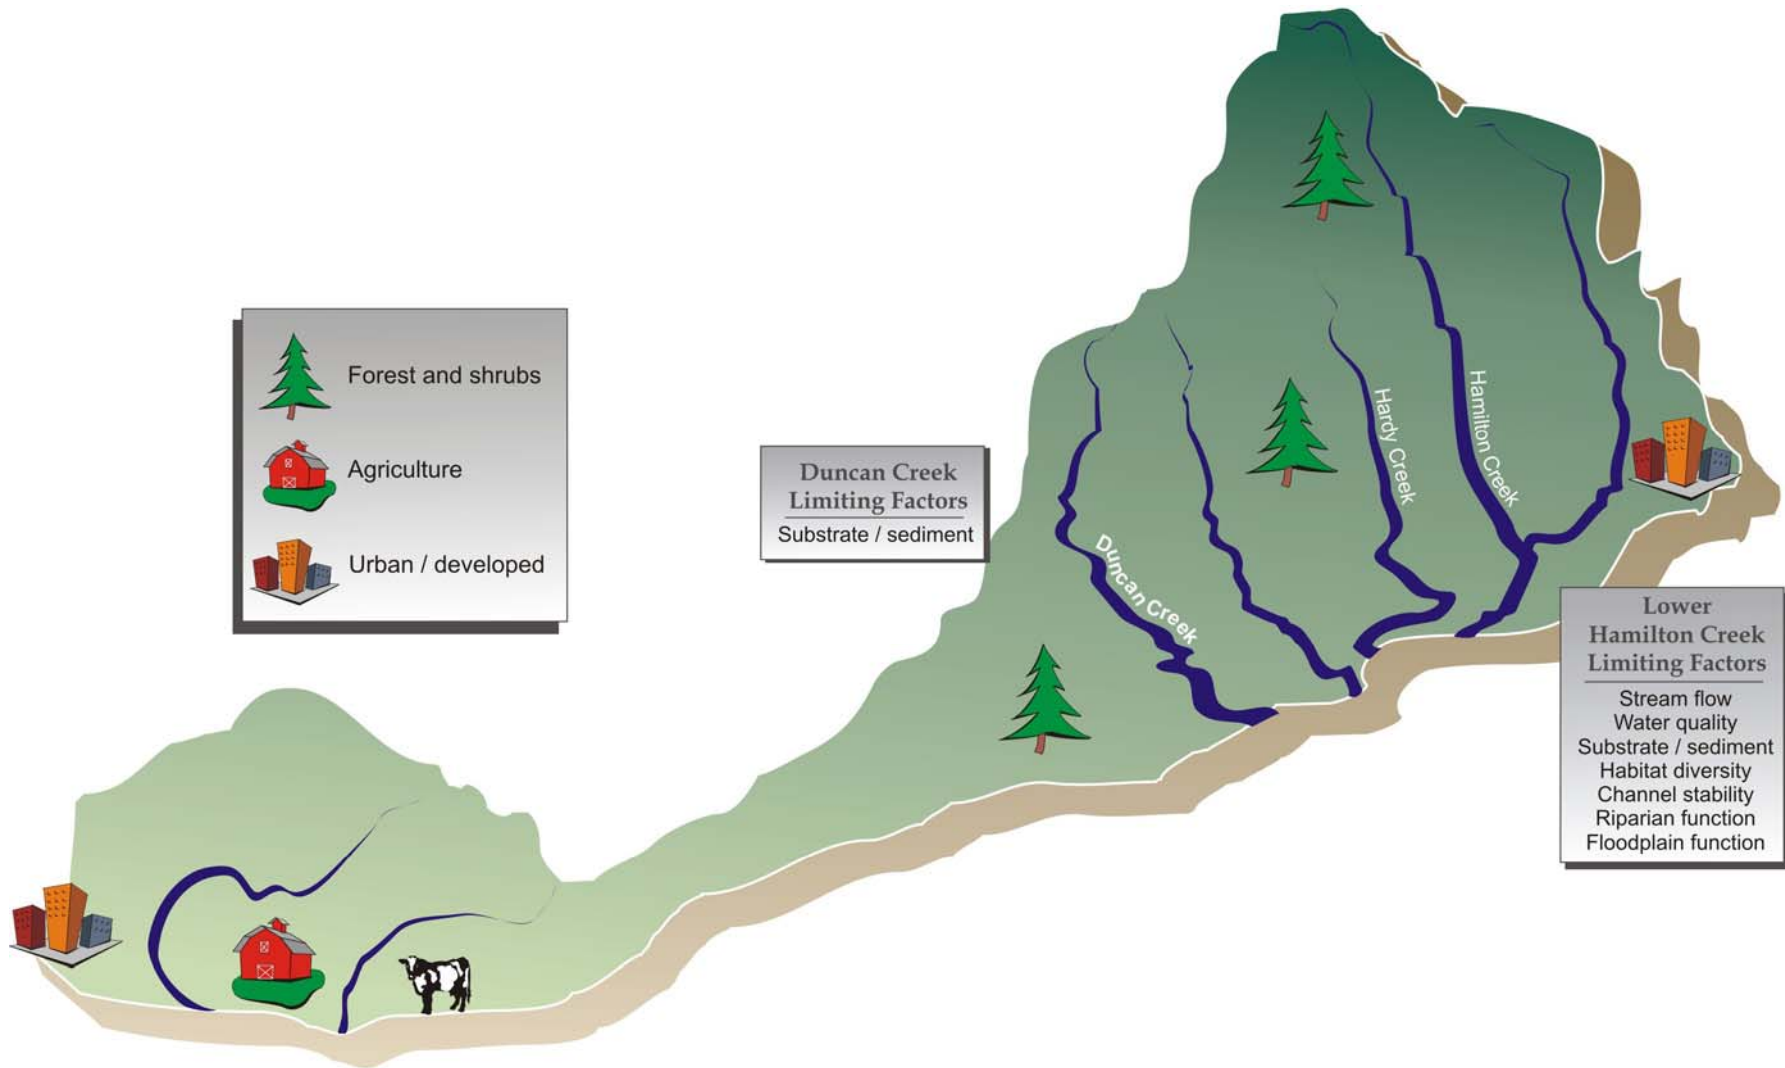 Forest and shrubs
Agriculture
Urban / developed
Duncan Creek
Limiting Factors
Substrate / sediment
Duncan Creek
Hardy Creek
Hamilton Creek
Lower
Hamilton Creek
Limiting Factors
Stream flow
Water quality
Substrate / sediment
Habitat diversity
Channel stability
Riparian function
Floodplain function